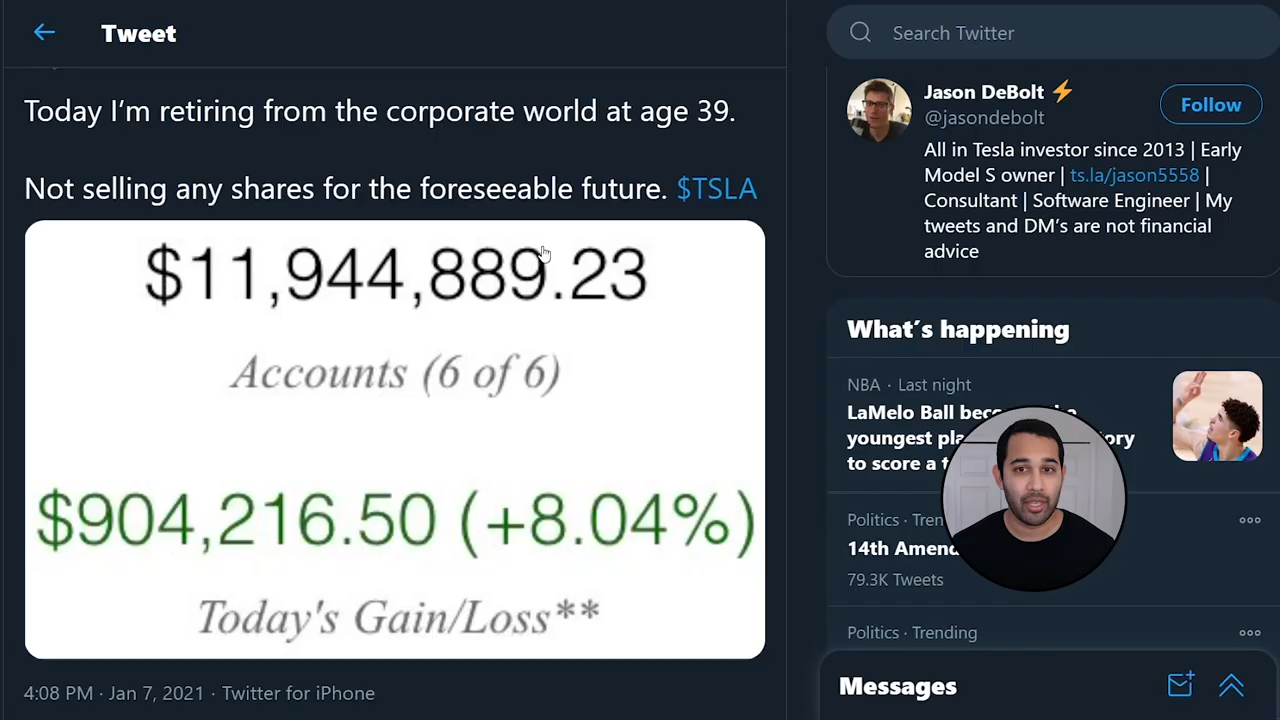 Tweet
Today I’m retiring from the corporate world at age 39.
Not selling any shares for the foreseeable future. $TSLA
$11,944,889.23
Accounts (6 of 6)
$904,216.50 (+8.04%)
Today's Gain/Loss**
4:08 PM · Jan 7, 2021 · Twitter for iPhone
Search Twitter
Jason DeBolt⚡
@jasondebolt
Follow
All in Tesla investor since 2013 | Early
Model S owner | ts.la/jason5558 |
Consultant | Software Engineer | My
tweets and DM’s are not financial
advice
What’s happening
NBA · Last night
LaMelo Ball
youngest
to score a
Politics ·
14th
79.3K Tweets
Politics · Trending
Messages